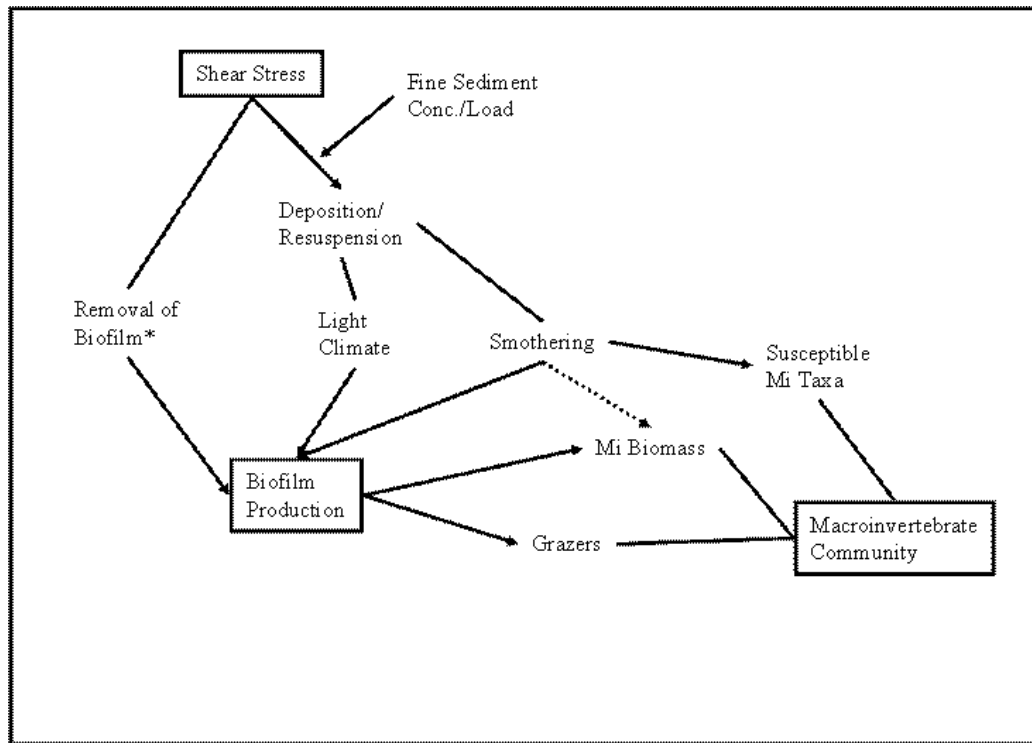 Shear Stress
Fine Sediment
Conc./Load
Deposition/
Resuspension
Removal of
Biofilm*
Light
Climate
Smothering
Susceptible
Mi Taxa
Mi Biomass
Biofilm
Production
Grazers
Macroinvertebrate
Community